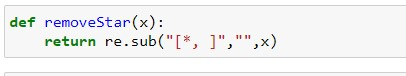 def removeStar(x):
    return re.sub("[*, ]","",x)